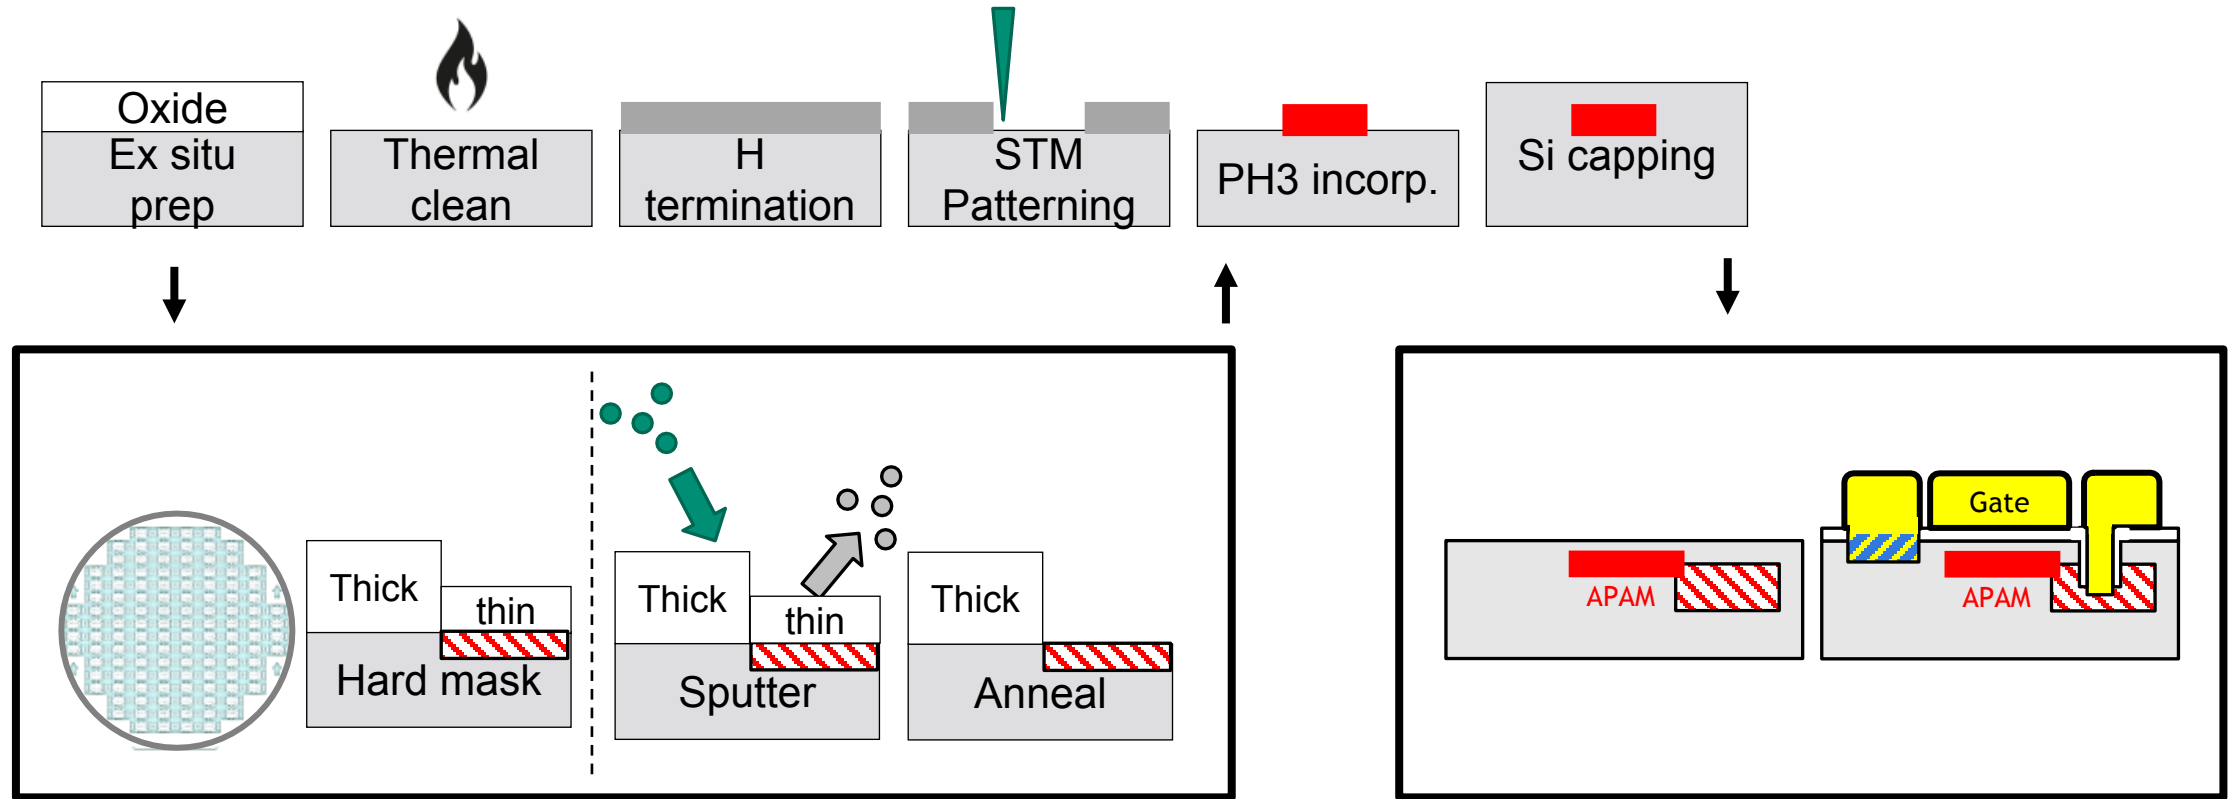 Oxide
Ex situ
prep
Thermal
clean
H
termination
STM
Patterning
PH3 incorp.
Si capping
Thick
thin
Hard mask
Thick
thin
Sputter
Thick
Anneal
APAM
Gate
APAM